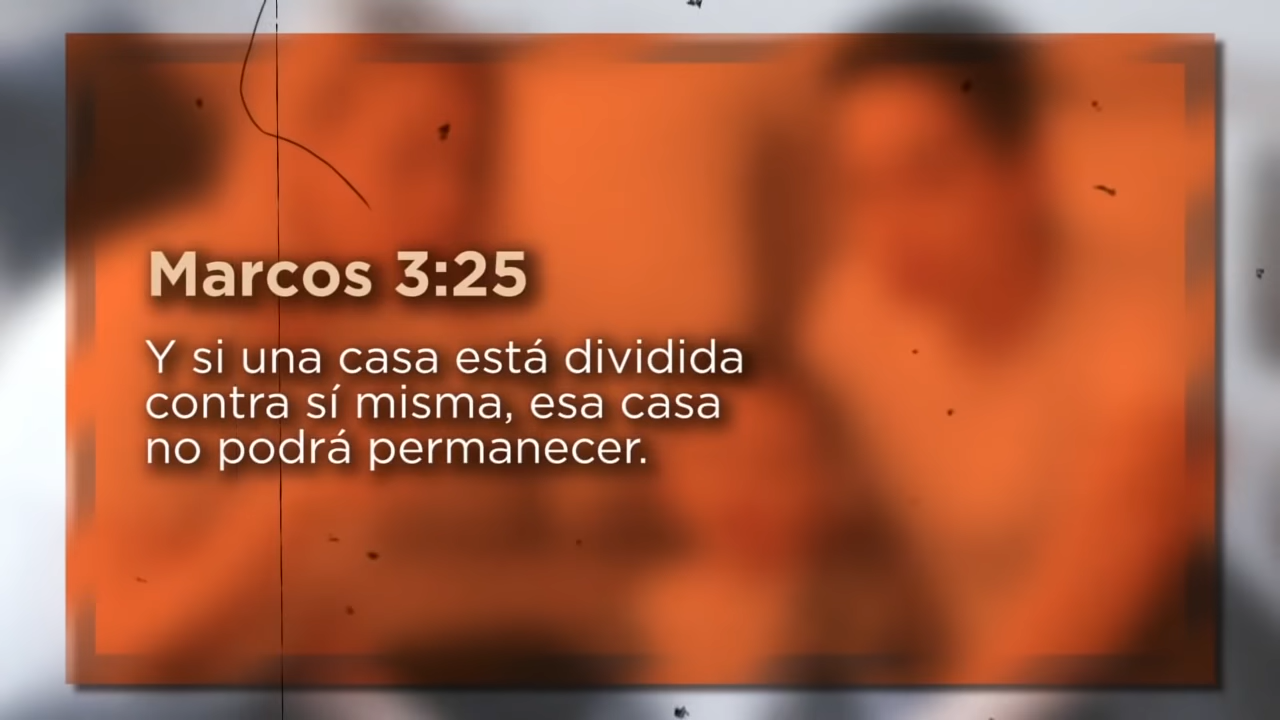 Marcos 3:25
Y si una casa está dividida
contra sí misma, esa casa
no podrá permanecer.